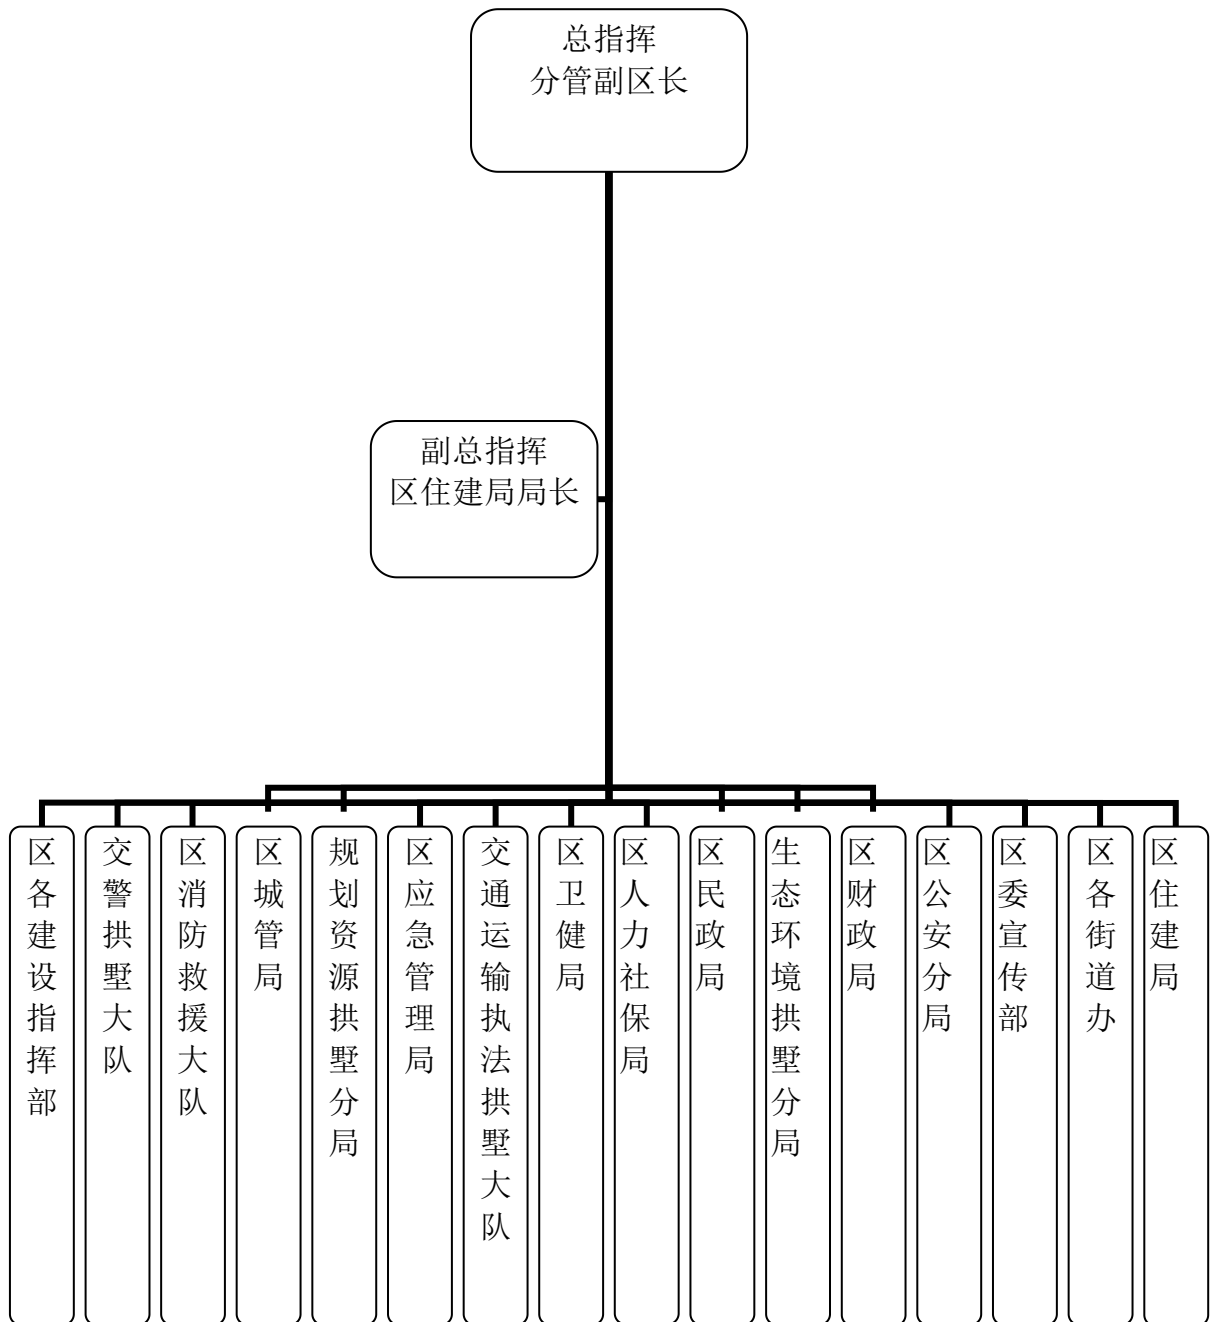 总指挥
分管副区长
副总指挥
区住建局局长
区各建设指挥部
交警拱墅大队
区消防救援大队
区城管局
规划资源拱墅分局
区应急管理局
交通运输执法拱墅大队
区卫健局
区人力社保局
区民政局
生态环境拱墅分局
区财政局
区公安分局
区委宣传部
区各街道办
区住建局